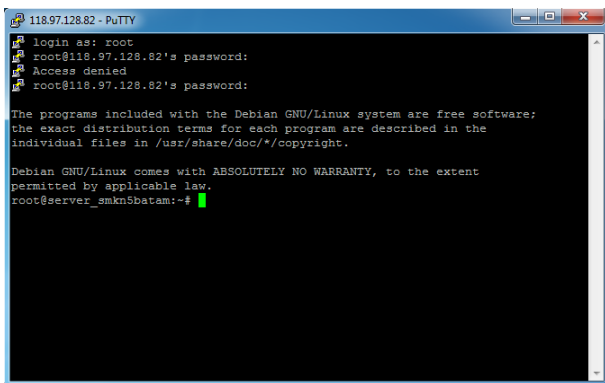 118.97.128.82 - PuTTY
login as: root
root@118.97.128.82's password:
Access denied
root@118.97.128.82's password:
The programs included with the Debian GNU/Linux system are free software;
the exact distribution terms for each program are described in the
individual files in /usr/share/doc/*/copyright.
Debian GNU/Linux comes with ABSOLUTELY NO WARRANTY, to the extent
permitted by applicable law.
root@server_smkn5batam:~#